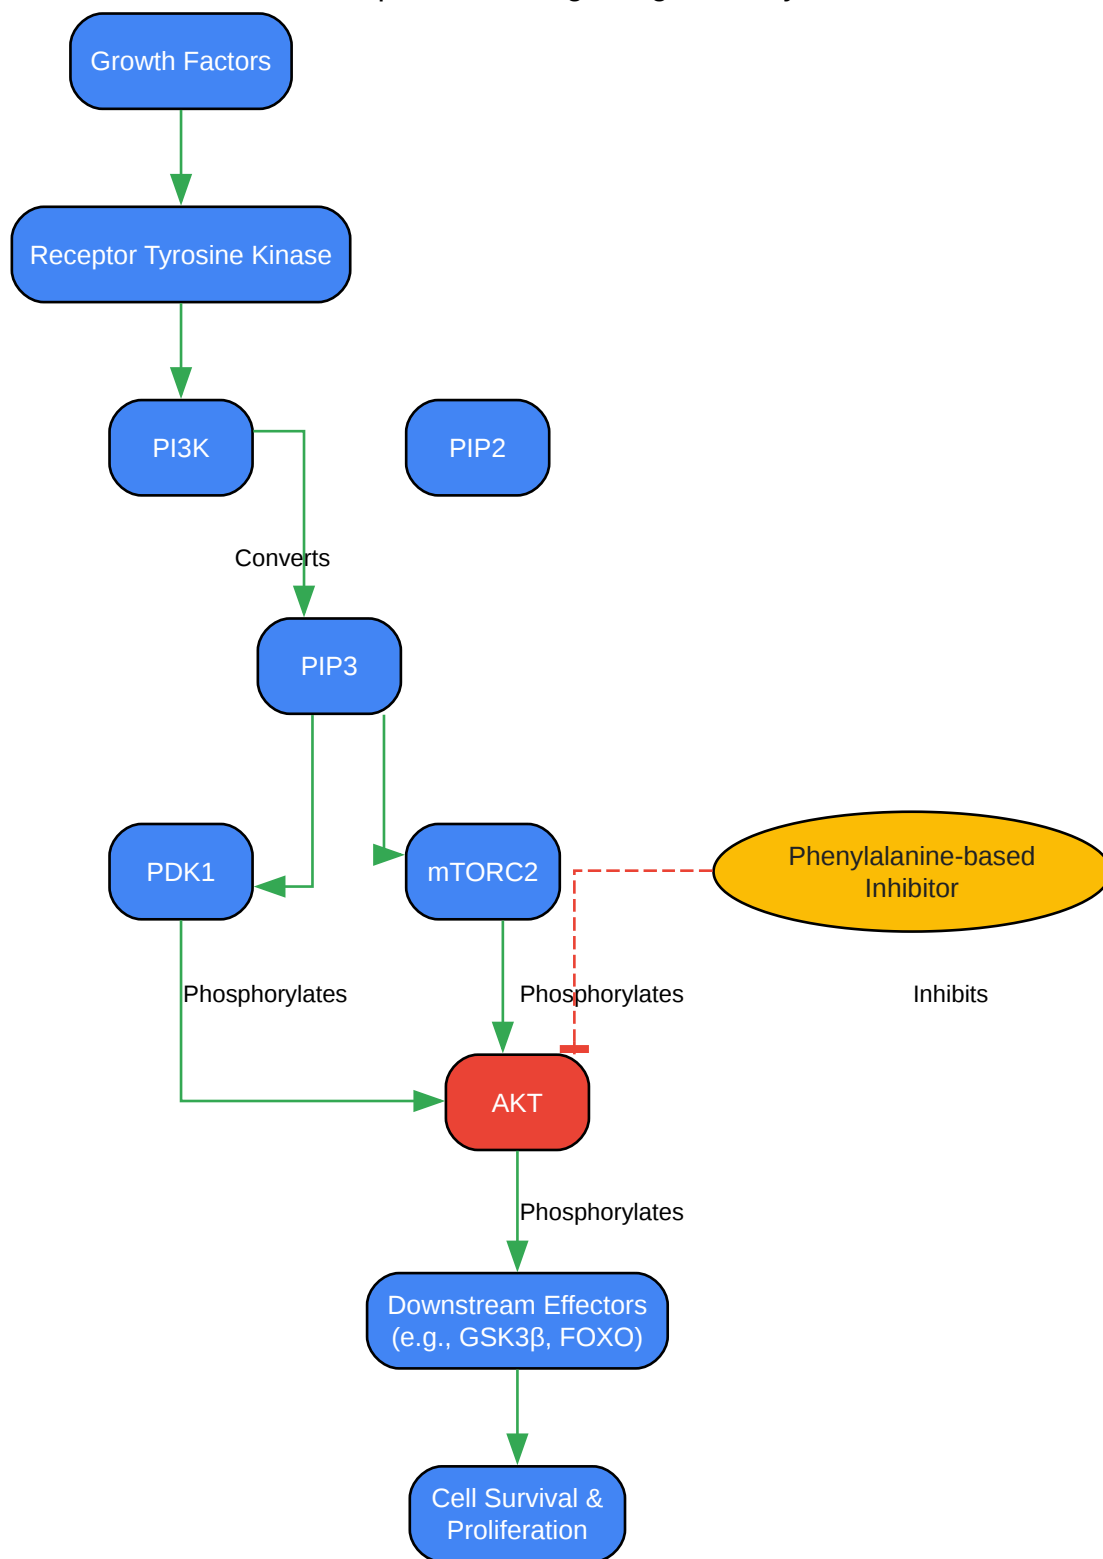 Growth Factors
Receptor Tyrosine Kinase
PI3K
PIP2
Converts
PIP3
PDK1
mTORC2
Phenylalanine-based
Inhibitor
Phosphorylates
Phosphorylates
Inhibits
AKT
Phosphorylates
Downstream Effectors
(e.g., GSK3β, FOXO)
Cell Survival &
Proliferation